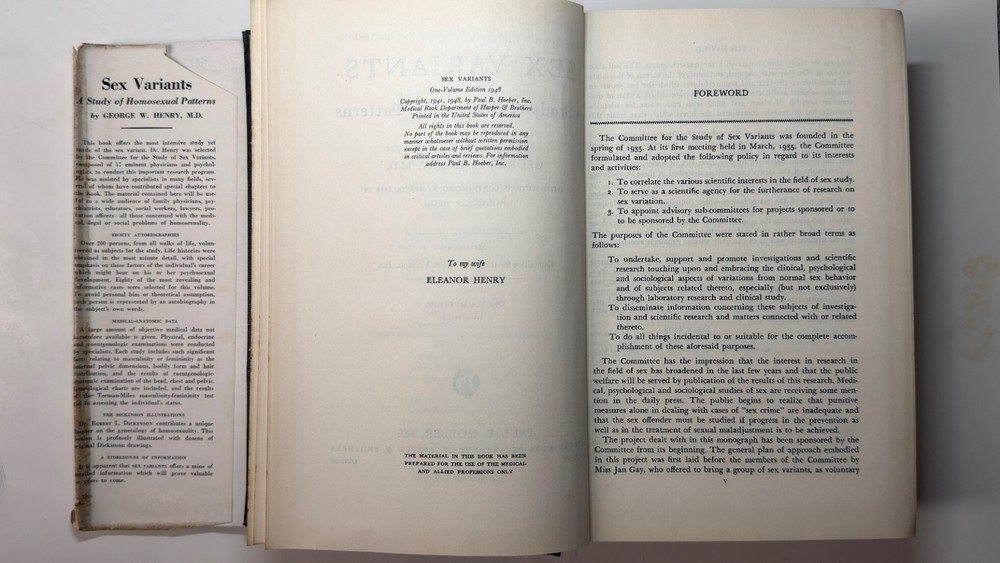 Sex Variants
A Study of Homosexual Patterns
by GEORGE W. HENRY, M.D.
This book offers the most intensive study yet
made of the sex variant. Dr. Henry was selected
by the Committee for the Study of Sex Variants,
composed of 17 eminent physicians and psychol-
ogists, to conduct this important research program.
He was assisted by specialists in many fields, sev-
eral of whom have contributed special chapters to
the book. The material contained here will be use-
ful to a wide audience of family physicians, psy-
chiatrists, educators, social workers, lawyers, pro-
bation officers—all those concerned with the medi-
cal, legal or social problems of homosexuality.
EIGHTY AUTOBIOGRAPHIES
Over 200 persons, from all walks of life, volun-
teered as subjects for the study. Life histories were
obtained in the most minute detail, with special
emphasis on those factors of the individual's career
which might bear on his or her psychosexual
development. Eighty of the most revealing and
informative cases were selected for this volume.
To avoid personal bias or theoretical assumption,
each person is represented by an autobiography in
the subject's own words.
MEDICAL-ANATOMIC DATA
A large amount of objective medical data not
heretofore available is given. Physical, endocrine
and roentgenologic examinations were conducted
by specialists. Each study includes such significant
facts relating to masculinity or femininity as the
internal pelvic dimensions, bodily form and hair
distribution, and the results of roentgenologic-
examination of the head, chest and pelvis.
charts are included, and the results
of the Terman-Miles masculinity-femininity test
in assessing the individual's status.
THE DICKINSON ILLUSTRATIONS
Dr. Robert L. Dickinson contributes a unique
chapter on the gynecology of homosexuality. This
section is profusely illustrated with dozens of
original Dickinson drawings.
A STOREHOUSE OF INFORMATION
It is apparent that SEX VARIANTS offers a mine of
information which will prove valuable
for years to come.
SEX VARIANTS
One-Volume Edition 1948
Copyright, 1941, 1948, by Paul B. Hoeber, Inc.
Medical Book Department of Harper & Brothers
Printed in the United States of America
All rights in this book are reserved.
No part of the book may be reproduced in any
manner whatsoever without written permission
except in the case of brief quotations embodied
in critical articles and reviews. For information
address Paul B. Hoeber, Inc.
To my wife
ELEANOR HENRY
THE MATERIAL IN THIS BOOK HAS BEEN
PREPARED FOR THE USE OF THE MEDICAL
AND ALLIED PROFESSIONS ONLY
FOREWORD
The Committee for the Study of Sex Variants was founded in the
spring of 1935. At its first meeting held in March, 1935, the Committee
formulated and adopted the following policy in regard to its interests
and activities:
1. To correlate the various scientific interests in the field of sex study.
2. To serve as a scientific agency for the furtherance of research on
sex variation.
3. To appoint advisory sub-committees for projects sponsored or to
to be sponsored by the Committee.
The purposes of the Committee were stated in rather broad terms as
follows:
To undertake, support and promote investigations and scientific
research touching upon and embracing the clinical, psychological
and sociological aspects of variations from normal sex behavior
and of subjects related thereto, especially (but not exclusively)
through laboratory research and clinical study.
To disseminate information concerning these subjects of investiga-
tion and scientific research and matters connected with or related
thereto.
To do all things incidental to or suitable for the complete accom-
plishment of these aforesaid purposes.
The Committee has the impression that the interest in research in
the field of sex has broadened in the last few years and that the public
welfare will be served by publication of the results of this research. Medi-
cal, psychological and sociological studies of sex are receiving some men-
tion in the daily press. The public begins to realize that punitive
measures alone in dealing with cases of "sex crime" are inadequate and
that the sex offender must be studied if progress in the prevention as
well as in the treatment of sexual maladjustment is to be achieved.
The project dealt with in this monograph has been sponsored by the
Committee from its beginning. The general plan of approach embodied
in this project was first laid before the members of the Committee by
Miss Jan Gay, who offered to bring a group of sex variants, as voluntary
v